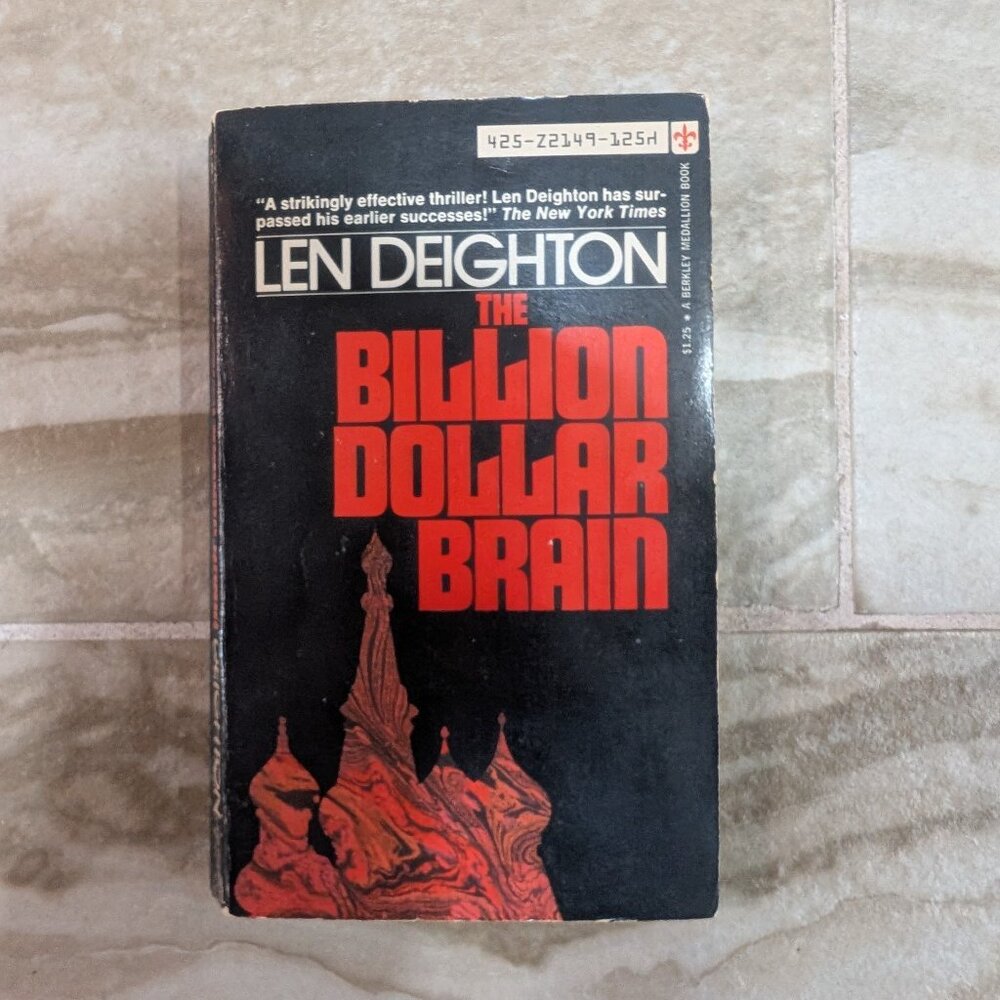 425-Z2149-125H
"A strikingly effective thriller! Len Deighton has sur-
passed his earlier successes!" The New York Times
LEN DEIGHTON
THE
BILLION
DOLLAR
BRAIN
$1.25 • A BERKLEY MEDALLION BOOK